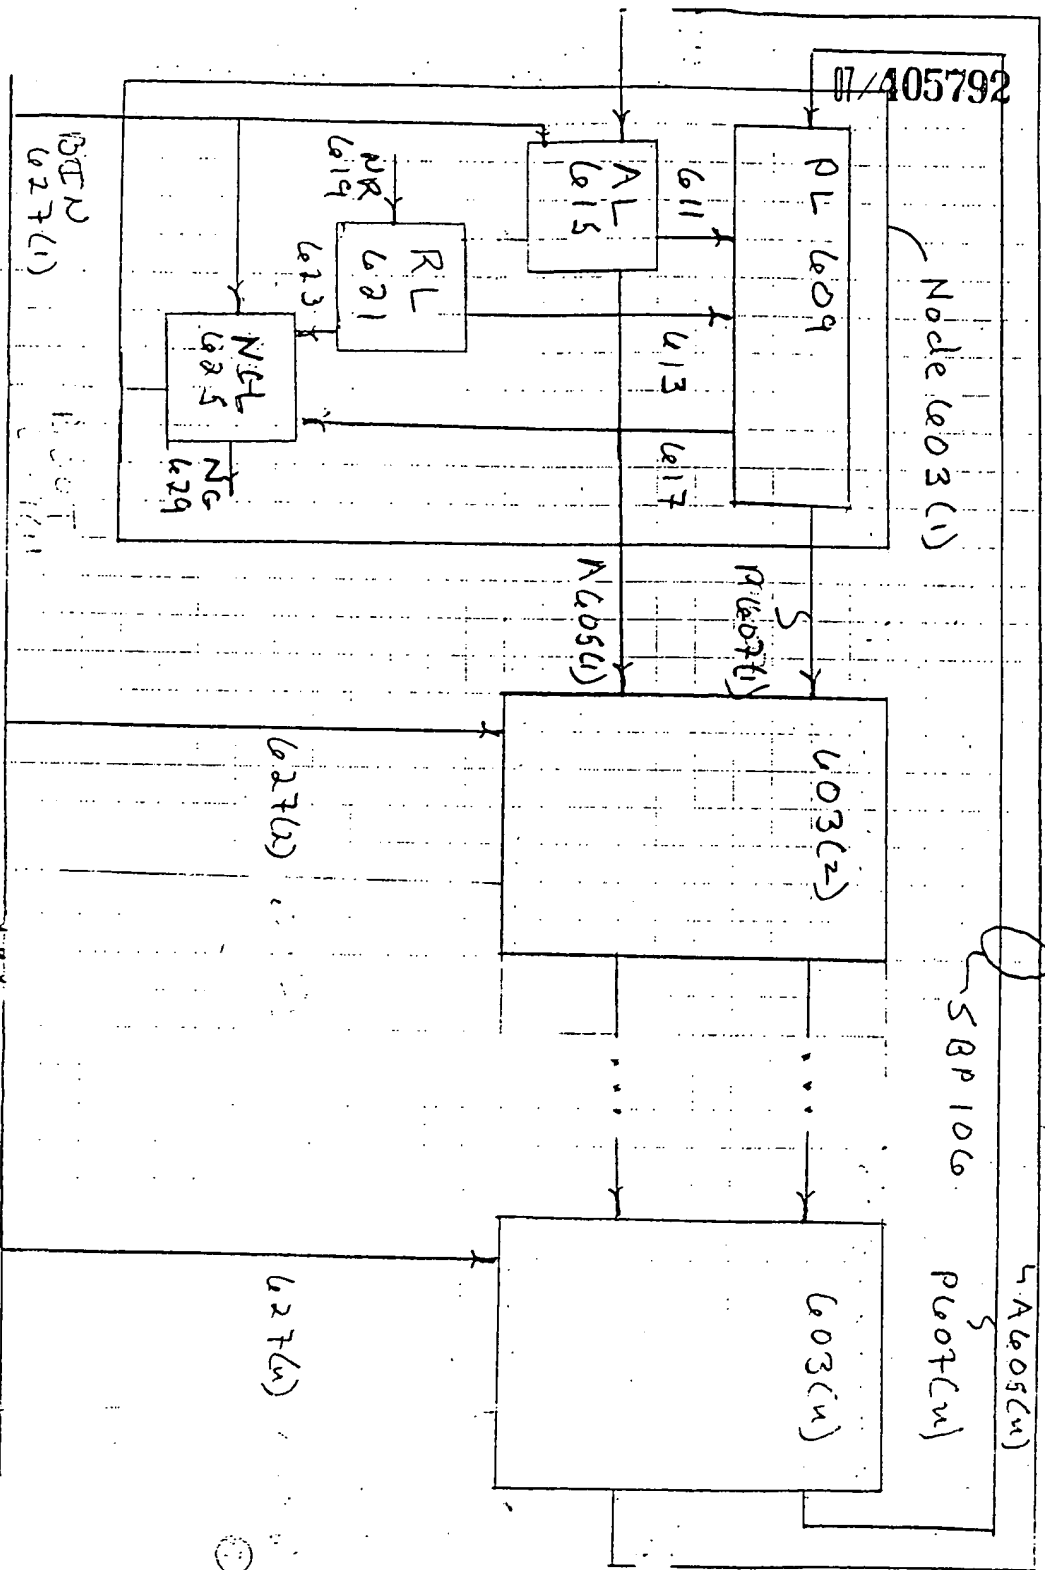 07/405792
Node 603(1)
PL 609
611
613
617
AL
615
RL
621
NR
619
623
NGL
625
NG
629
BIN
627(1)
P607(1)
A605(1)
603(2)
627(2)
SBP 106
603(n)
627(n)
P607(n)
A605(n)